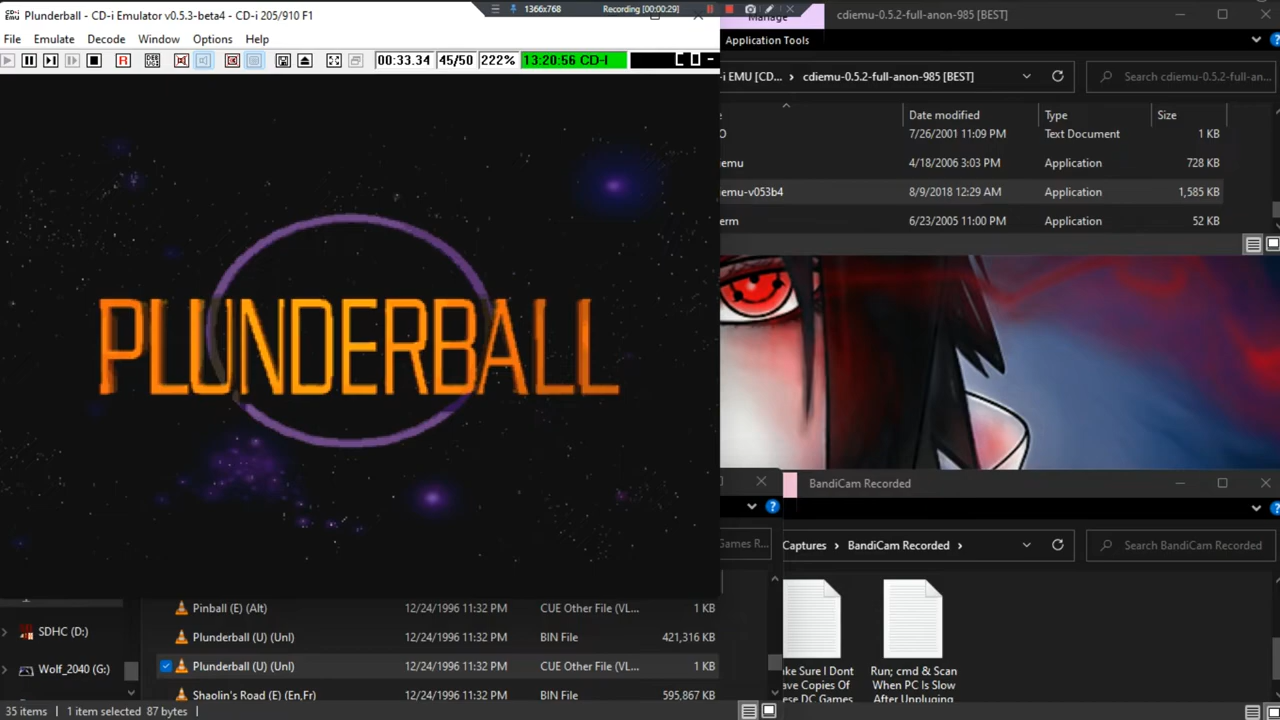 Plunderball - CD-i Emulator v0.5.3-beta4 - CD-i 205/910 F1
1366x768
Recording [00:00:29]
File Emulate Decode Window Options Help
00:33.34 45/50 222% 13:20:56 CD-I
PLUNDERBALL
Manage
cdiemu-0.5.2-full-anon-985 [BEST]
Application Tools
-i EMU [CD... › cdiemu-0.5.2-full-anon-985 [BEST]
Search cdiemu-0.5.2-full-an...
Date modified Type Size
O 7/26/2001 11:09 PM Text Document 1 KB
emu 4/18/2006 3:03 PM Application 728 KB
emu-v053b4 8/9/2018 12:29 AM Application 1,585 KB
erm 6/23/2005 11:00 PM Application 52 KB
BandiCam Recorded
Games R...
Captures › BandiCam Recorded ›
Search BandiCam Recorded
ke Sure I Dont
ave Copies Of
se DC Games
Run; cmd & Scan
When PC Is Slow
After Unpluging
SDHC (D:)
Wolf_2040 (G:)
Pinball (E) (Alt) 12/24/1996 11:32 PM CUE Other File (VL... 1 KB
Plunderball (U) (Unl) 12/24/1996 11:32 PM BIN File 421,316 KB
Plunderball (U) (Unl) 12/24/1996 11:32 PM CUE Other File (VL... 1 KB
Shaolin's Road (E) (En,Fr) 12/24/1996 11:32 PM BIN File 595,867 KB
35 items | 1 item selected 87 bytes |